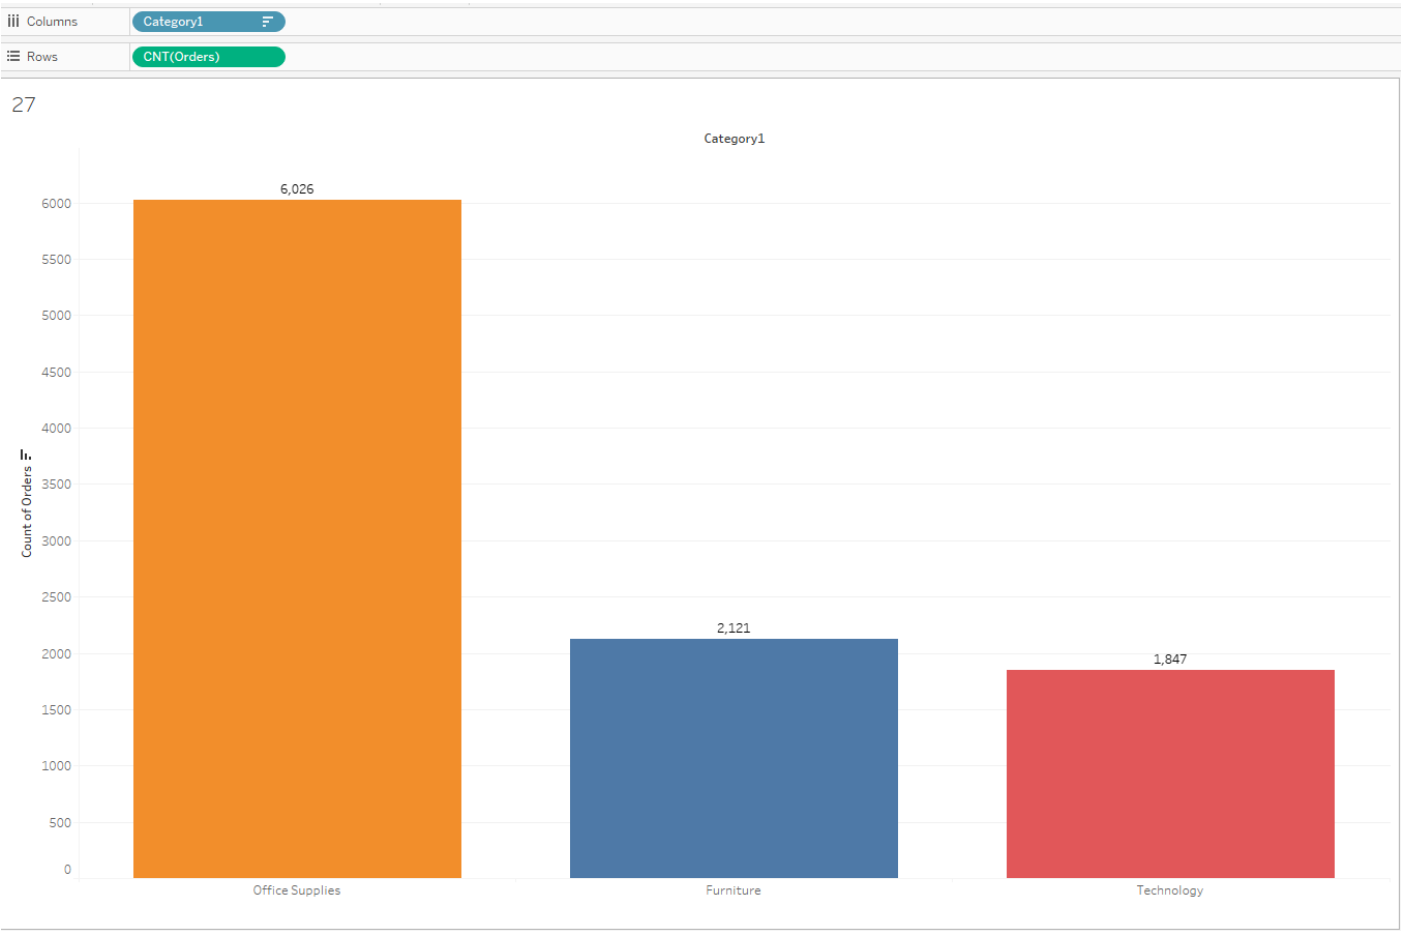 Columns
Category1
Rows
CNT(Orders)
27
Category1
6,026
6000
5500
5000
4500
4000
3500
3000
2500
2000
1500
1000
500
0
Count of Orders
2,121
1,847
Office Supplies
Furniture
Technology